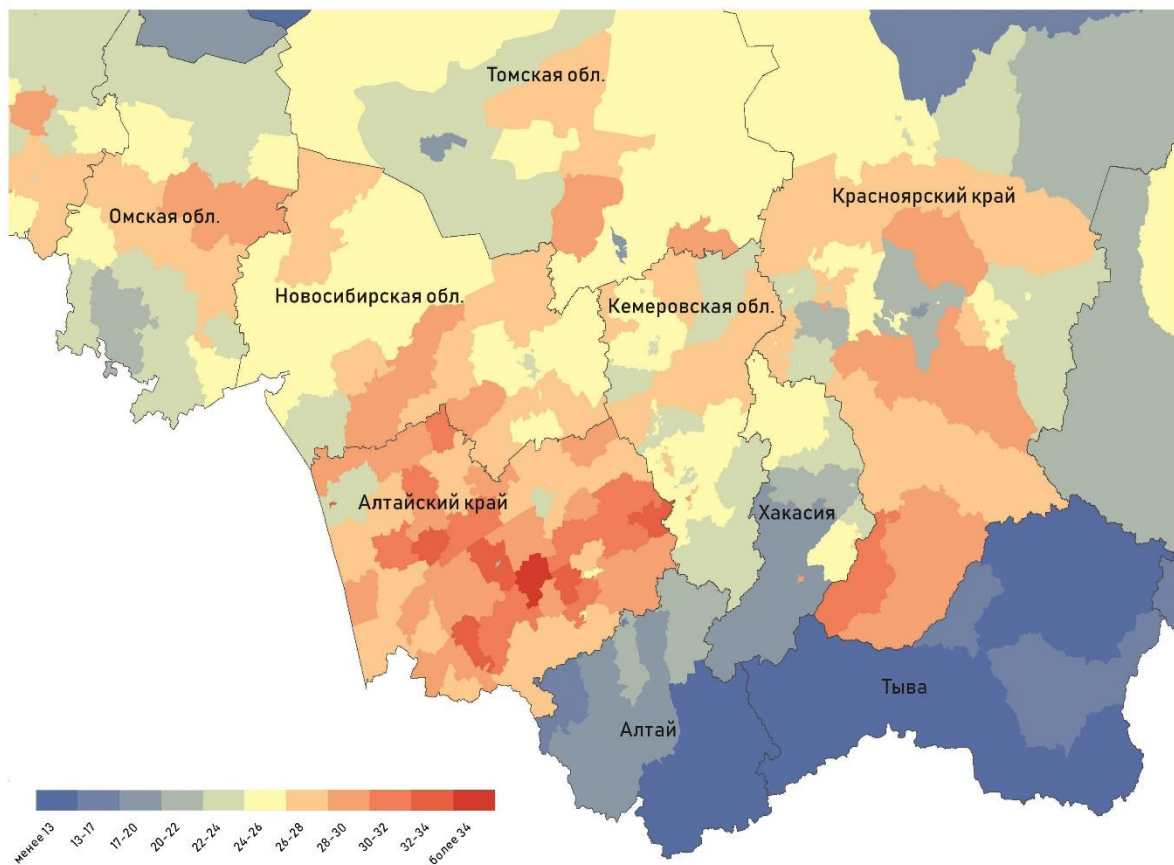 Томская обл.
Красноярский край
Омская обл.
Новосибирская обл.
Кемеровская обл.
Алтайский край
Хакасия
Тыва
Алтай
менее 13
13-17
17-20
20-22
22-24
24-26
26-28
28-30
30-32
32-34
более 34